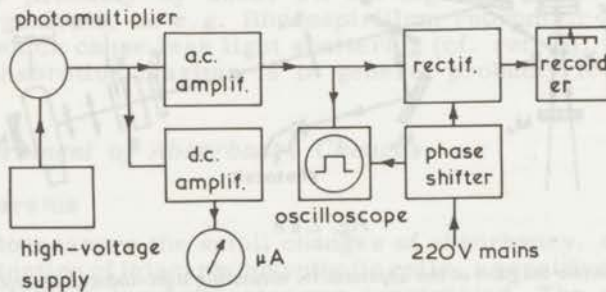 photomultiplier
a.c.
amplif.
rectif.
record
er
d.c.
amplif.
phase
shifter
oscilloscope
high-voltage
supply
μA
220V mains